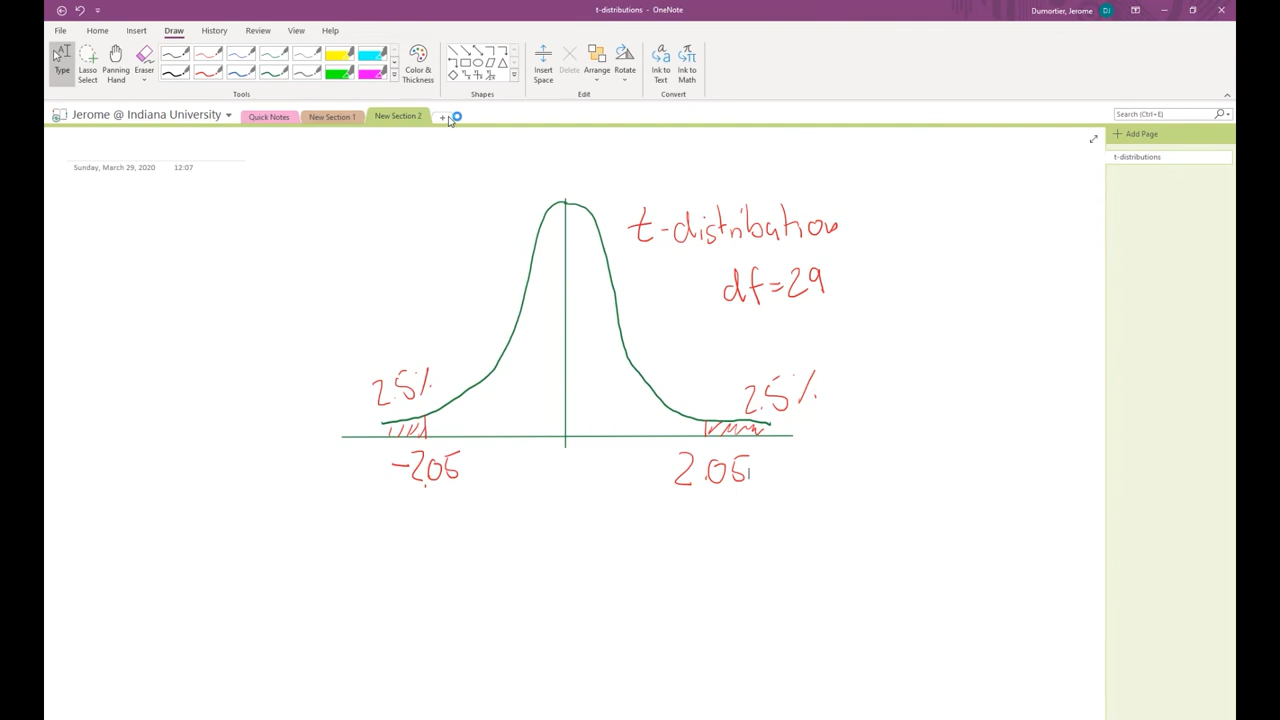 t-distributions - OneNote
Dumortier, Jerome DJ
File Home Insert Draw History Review View Help
Type
Lasso Select
Panning Hand
Eraser
Color & Thickness
Insert Space
Delete
Arrange
Rotate
Ink to Text
Ink to Math
Tools
Shapes
Edit
Convert
Jerome @ Indiana University
Quick Notes
New Section 1
New Section 2
+
Search (Ctrl+E)
Add Page
t-distributions
Sunday, March 29, 2020 12:07
t-distribution
df=29
2.5%
2.5%
-2.05
2.05